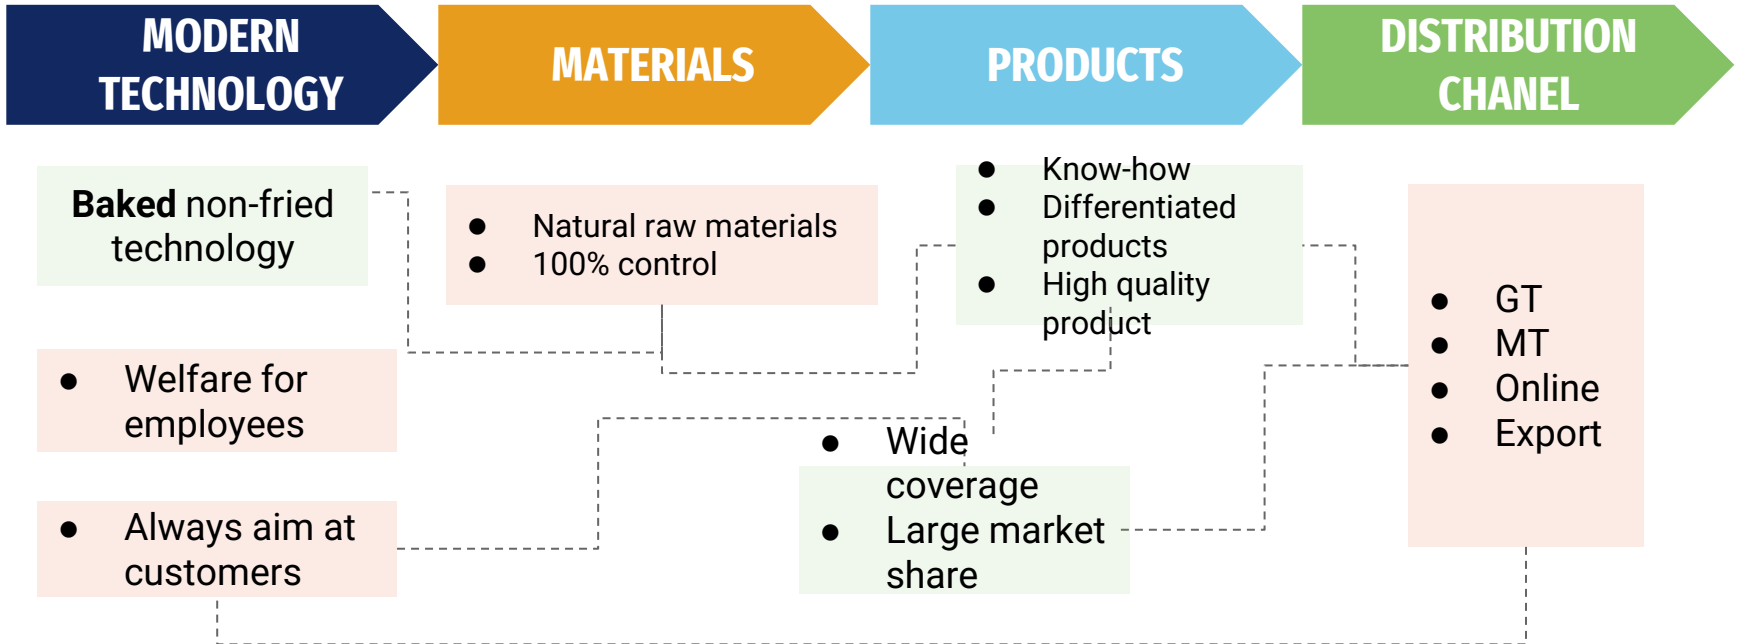 MODERN
TECHNOLOGY
MATERIALS
PRODUCTS
DISTRIBUTION
CHANEL
Baked non-fried
technology
● Natural raw materials
● 100% control
● Know-how
● Differentiated
products
● High quality
product
● GT
● MT
● Online
● Export
● Welfare for
employees
● Wide
coverage
● Large market
share
● Always aim at
customers